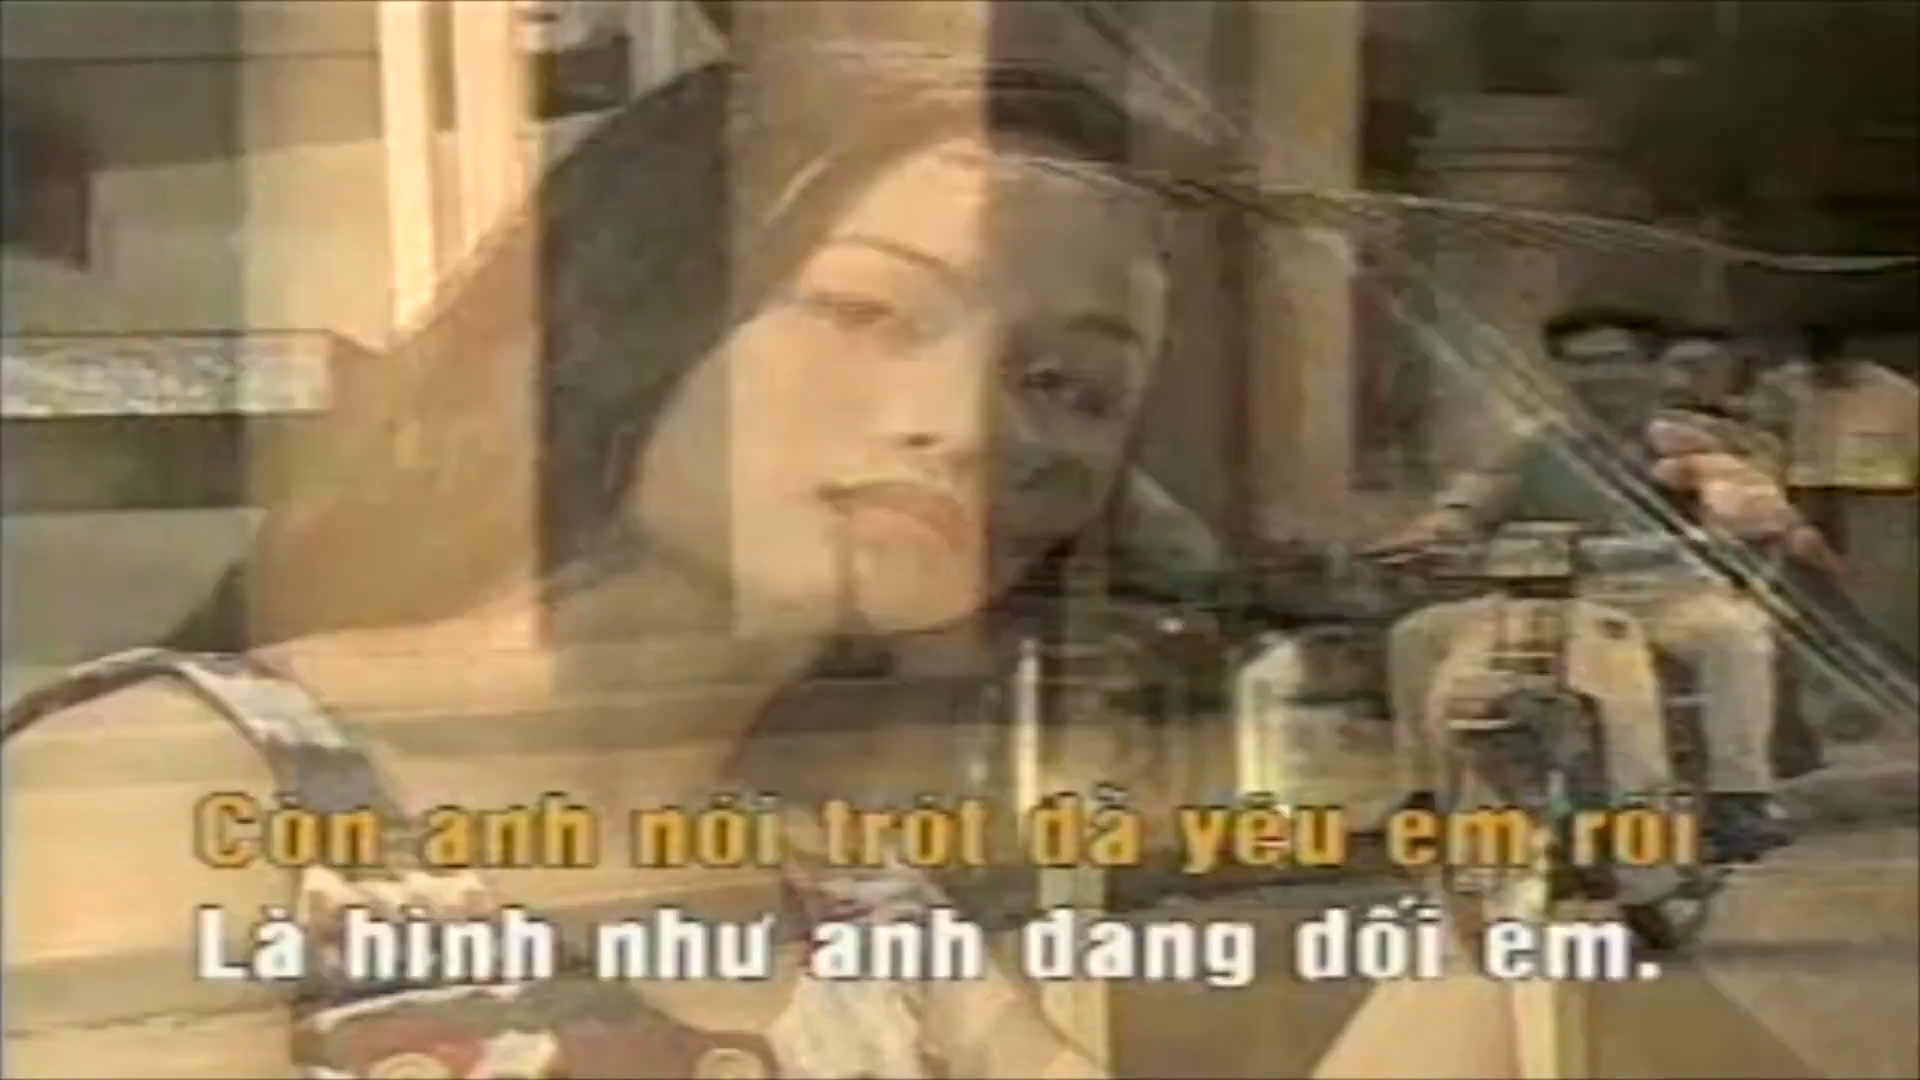 Còn anh nói trót đã yêu em rồi
Là hình như anh đang dối em.